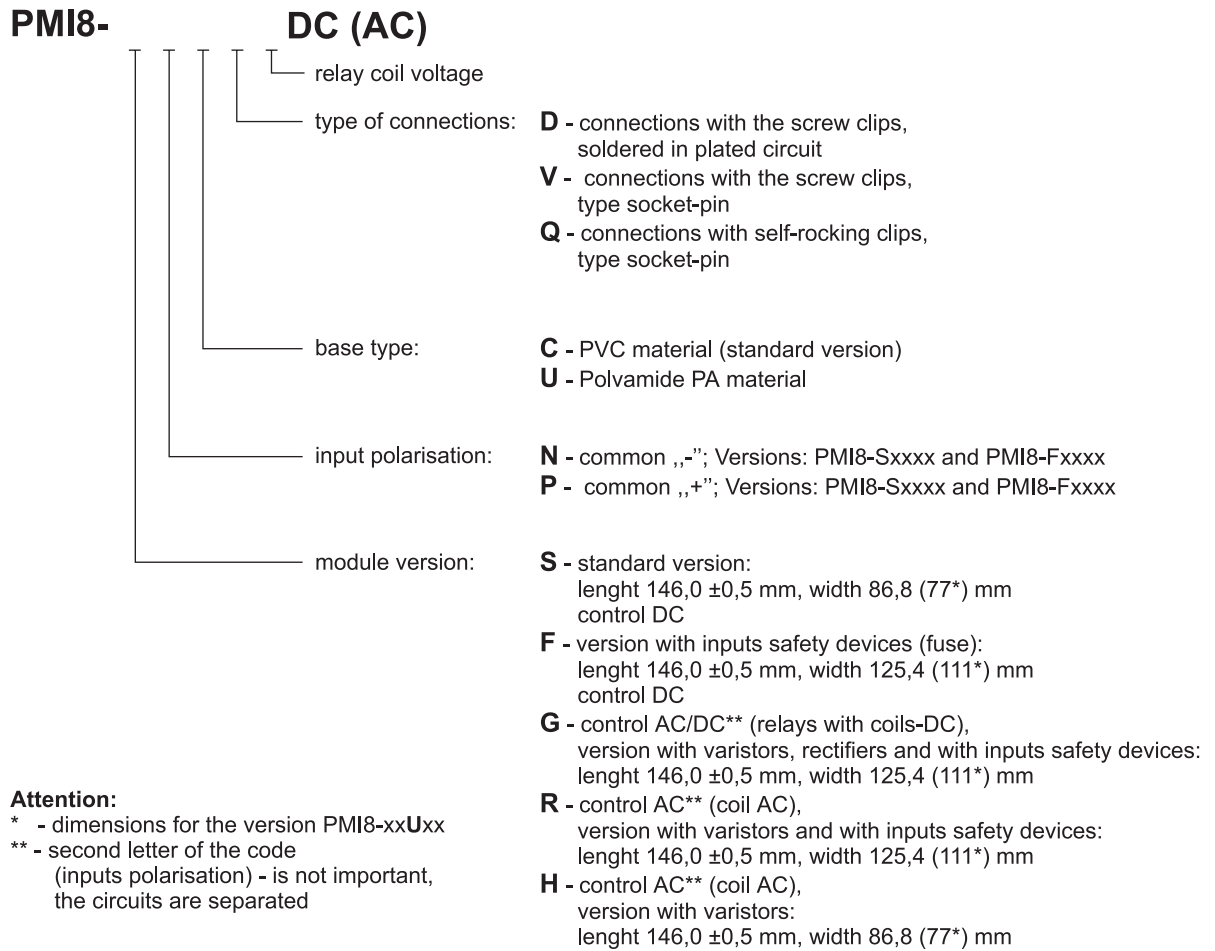 PMI8- DC (AC)
relay coil voltage
type of connections: D - connections with the screw clips,
soldered in plated circuit
V - connections with the screw clips,
type socket-pin
Q - connections with self-rocking clips,
type socket-pin
base type: C - PVC material (standard version)
U - Polvamide PA material
input polarisation: N - common ,,-”; Versions: PMI8-Sxxxx and PMI8-Fxxxx
P - common ,,+”; Versions: PMI8-Sxxxx and PMI8-Fxxxx
module version: S - standard version:
lenght 146,0 ±0,5 mm, width 86,8 (77*) mm
control DC
F - version with inputs safety devices (fuse):
lenght 146,0 ±0,5 mm, width 125,4 (111*) mm
control DC
G - control AC/DC** (relays with coils-DC),
version with varistors, rectifiers and with inputs safety devices:
lenght 146,0 ±0,5 mm, width 125,4 (111*) mm
R - control AC** (coil AC),
version with varistors and with inputs safety devices:
lenght 146,0 ±0,5 mm, width 125,4 (111*) mm
H - control AC** (coil AC),
version with varistors:
lenght 146,0 ±0,5 mm, width 86,8 (77*) mm
Attention:
* - dimensions for the version PMI8-xxUxx
** - second letter of the code
(inputs polarisation) - is not important,
the circuits are separated